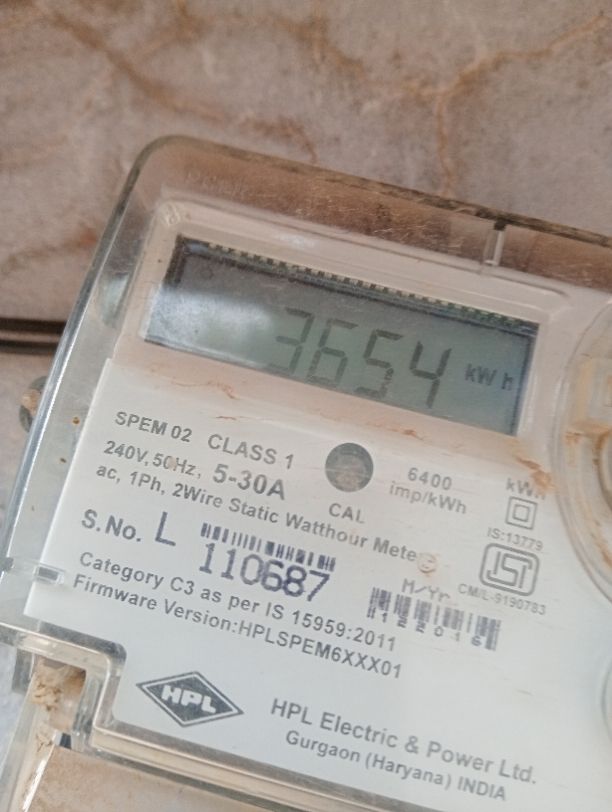 3654 kWh
SPEM 02 CLASS 1
240V, 50Hz, 5-30A
ac, 1Ph, 2Wire Static Watthour Meter
CAL
6400
imp/kWh
kWh
IS:13779
CM/L-9190783
S.No. L 110687
M/Yr.
122016
Category C3 as per IS 15959:2011
Firmware Version:HPLSPEM6XXX01
HPL
HPL Electric & Power Ltd.
Gurgaon (Haryana) INDIA